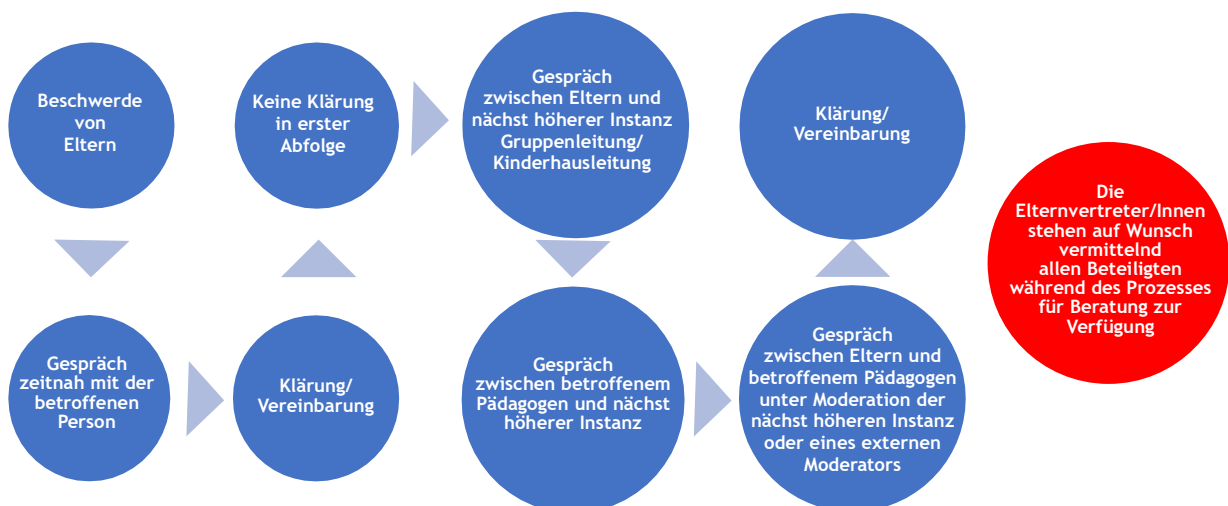 Beschwerde
von
Eltern
Gespräch
zeitnah mit der
betroffenen
Person
Klärung/
Vereinbarung
Keine Klärung
in erster
Abfolge
Gespräch
zwischen Eltern und
nächst höherer Instanz
Gruppenleitung/
Kinderhausleitung
Gespräch
zwischen betroffenem
Pädagogen und nächst
höherer Instanz
Gespräch
zwischen Eltern und
betroffenem Pädagogen
unter Moderation der
nächst höheren Instanz
oder eines externen
Moderators
Klärung/
Vereinbarung
Die
Elternvertreter/Innen
stehen auf Wunsch
vermittelnd
allen Beteiligten
während des Prozesses
für Beratung zur
Verfügung